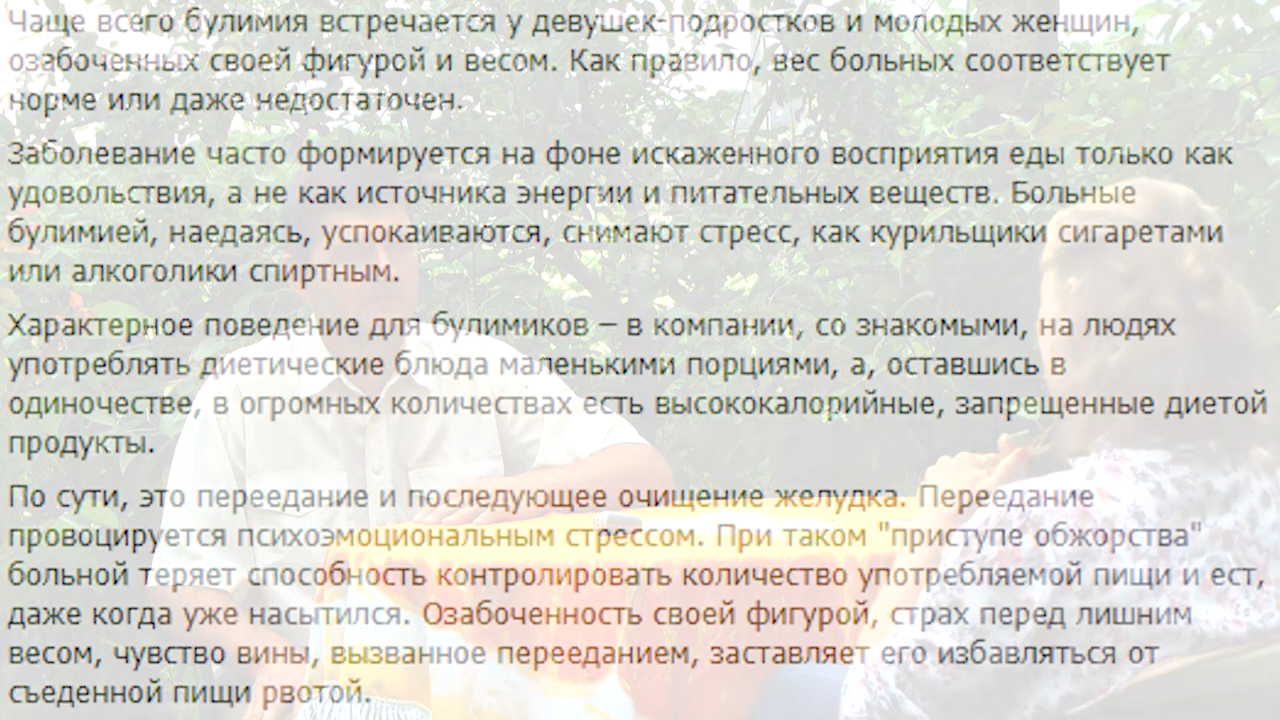 Чаще всего булимия встречается у девушек-подростков и молодых женщин,
озабоченных своей фигурой и весом. Как правило, вес больных соответствует
норме или даже недостаточен.
Заболевание часто формируется на фоне искаженного восприятия еды только как
удовольствия, а не как источника энергии и питательных веществ. Больные
булимией, наедаясь, успокаиваются, снимают стресс, как курильщики сигаретами
или алкоголики спиртным.
Характерное поведение для булимиков – в компании, со знакомыми, на людях
употреблять диетические блюда маленькими порциями, а, оставшись в
одиночестве, в огромных количествах есть высококалорийные, запрещенные диетой
продукты.
По сути, это переедание и последующее очищение желудка. Переедание
провоцируется психоэмоциональным стрессом. При таком "приступе обжорства"
больной теряет способность контролировать количество употребляемой пищи и ест,
даже когда уже насытился. Озабоченность своей фигурой, страх перед лишним
весом, чувство вины, вызванное перееданием, заставляет его избавляться от
съеденной пищи рвотой.